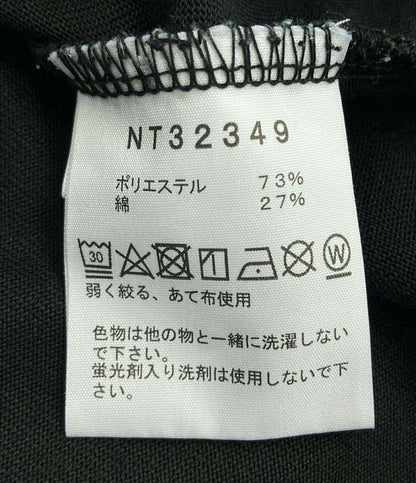 NT32349
ポリエステル 73%
綿 27%
30 W
弱く絞る、あて布使用
色物は他の物と一緒に洗濯しない
で下さい。
蛍光剤入り洗剤は使用しないで下
さい。